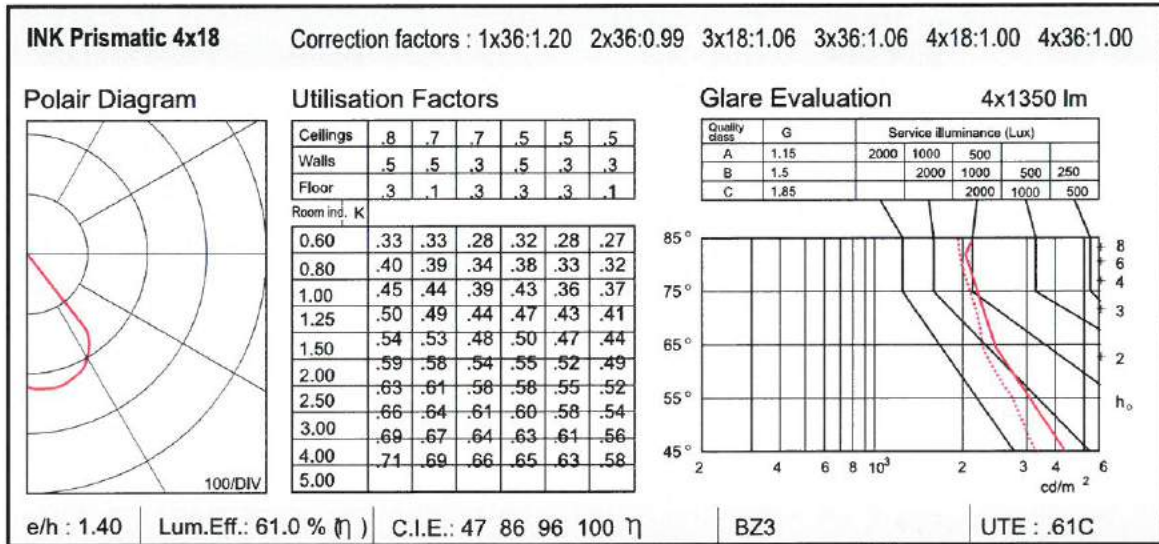 INK Prismatic 4x18 Correction factors : 1x36:1.20 2x36:0.99 3x18:1.06 3x36:1.06 4x18:1.00 4x36:1.00
Polair Diagram
100/DIV
Utilisation Factors
Ceilings .8 .7 .7 .5 .5 .5
Walls .5 .5 .3 .5 .3 .3
Floor .3 .1 .3 .3 .3 .1
Room ind. K
0.60 .33 .33 .28 .32 .28 .27
0.80 .40 .39 .34 .38 .33 .32
1.00 .45 .44 .39 .43 .36 .37
1.25 .50 .49 .44 .47 .43 .41
1.50 .54 .53 .48 .50 .47 .44
2.00 .59 .58 .54 .55 .52 .49
2.50 .63 .61 .58 .58 .55 .52
3.00 .66 .64 .61 .60 .58 .54
4.00 .69 .67 .64 .63 .61 .56
5.00 .71 .69 .66 .65 .63 .58
Glare Evaluation 4x1350 lm
Quality class G Service illuminance (Lux)
A 1.15 2000 1000 500
B 1.5 2000 1000 500 250
C 1.85 2000 1000 500
85° 8
6
75° 4
3
65° 2
55° ho
45°
2 4 6 8 10³ 2 3 4 6
cd/m²
e/h : 1.40 Lum.Eff.: 61.0 % (η) C.I.E.: 47 86 96 100 η BZ3 UTE : .61C